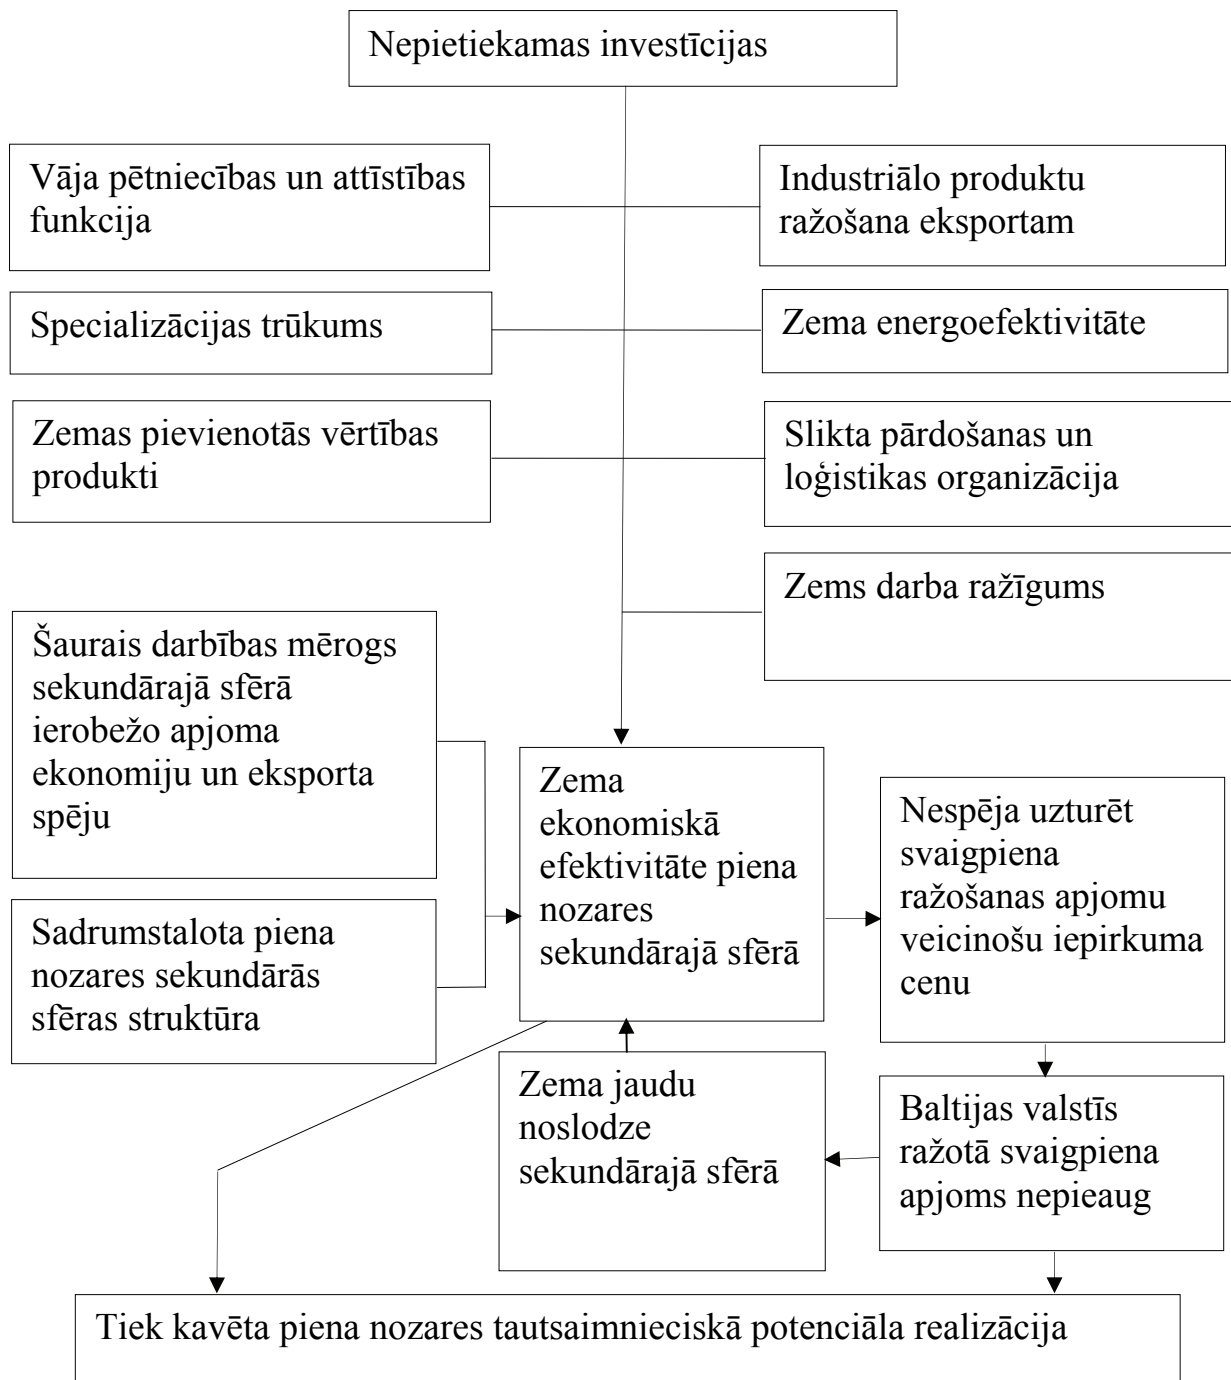 Nepietiekamas investīcijas
Vāja pētniecības un attīstības
funkcija
Industriālo produktu
ražošana eksportam
Specializācijas trūkums
Zema energoefektivitāte
Zemas pievienotās vērtības
produkti
Slikta pārdošanas un
loģistikas organizācija
Zems darba ražīgums
Šaurais darbības mērogs
sekundārajā sfērā
ierobežo apjoma
ekonomiju un eksporta
spēju
Sadrumstalota piena
nozares sekundārās
sfēras struktūra
Zema
ekonomiskā
efektivitāte piena
nozares
sekundārajā sfērā
Nespēja uzturēt
svaigpiena
ražošanas apjomu
veicinošu iepirkuma
cenu
Zema jaudu
noslodze
sekundārajā sfērā
Baltijas valstīs
ražotā svaigpiena
apjoms nepieaug
Tiek kavēta piena nozares tautsaimnieciskā potenciāla realizācija